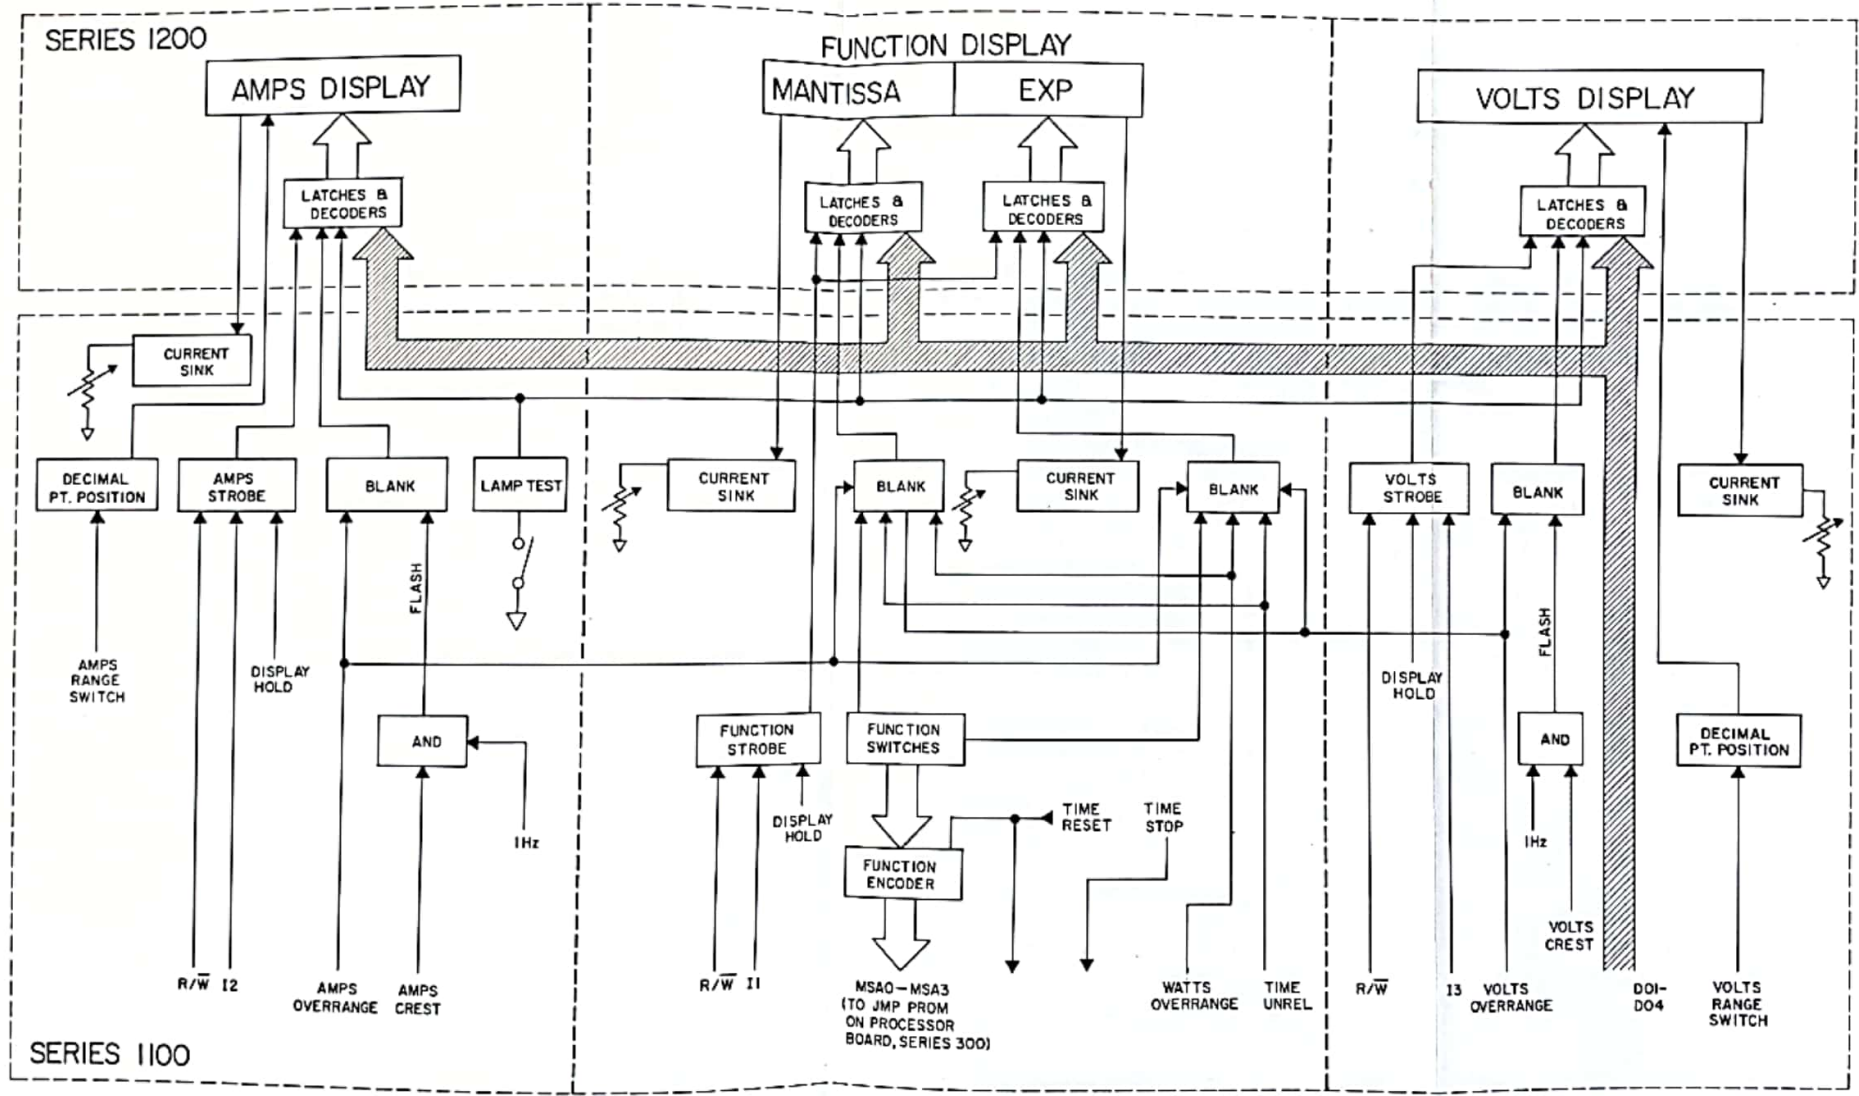 SERIES 1200
FUNCTION DISPLAY
AMPS DISPLAY
MANTISSA
EXP
VOLTS DISPLAY
LATCHES &
DECODERS
LATCHES &
DECODERS
LATCHES &
DECODERS
LATCHES &
DECODERS
CURRENT
SINK
DECIMAL
PT. POSITION
AMPS
STROBE
BLANK
LAMP TEST
CURRENT
SINK
BLANK
CURRENT
SINK
BLANK
VOLTS
STROBE
BLANK
CURRENT
SINK
FLASH
FLASH
AMPS
RANGE
SWITCH
DISPLAY
HOLD
DISPLAY
HOLD
AND
FUNCTION
STROBE
FUNCTION
SWITCHES
AND
DECIMAL
PT. POSITION
1Hz
DISPLAY
HOLD
TIME
RESET
TIME
STOP
1Hz
FUNCTION
ENCODER
VOLTS
CREST
R/W̅ I2
AMPS
OVERRANGE
AMPS
CREST
R/W̅ I1
MSA0-MSA3
(TO JMP PROM
ON PROCESSOR
BOARD, SERIES 300)
WATTS
OVERRANGE
TIME
UNREL
R/W̅
I3
VOLTS
OVERRANGE
DO1-
DO4
VOLTS
RANGE
SWITCH
SERIES 1100